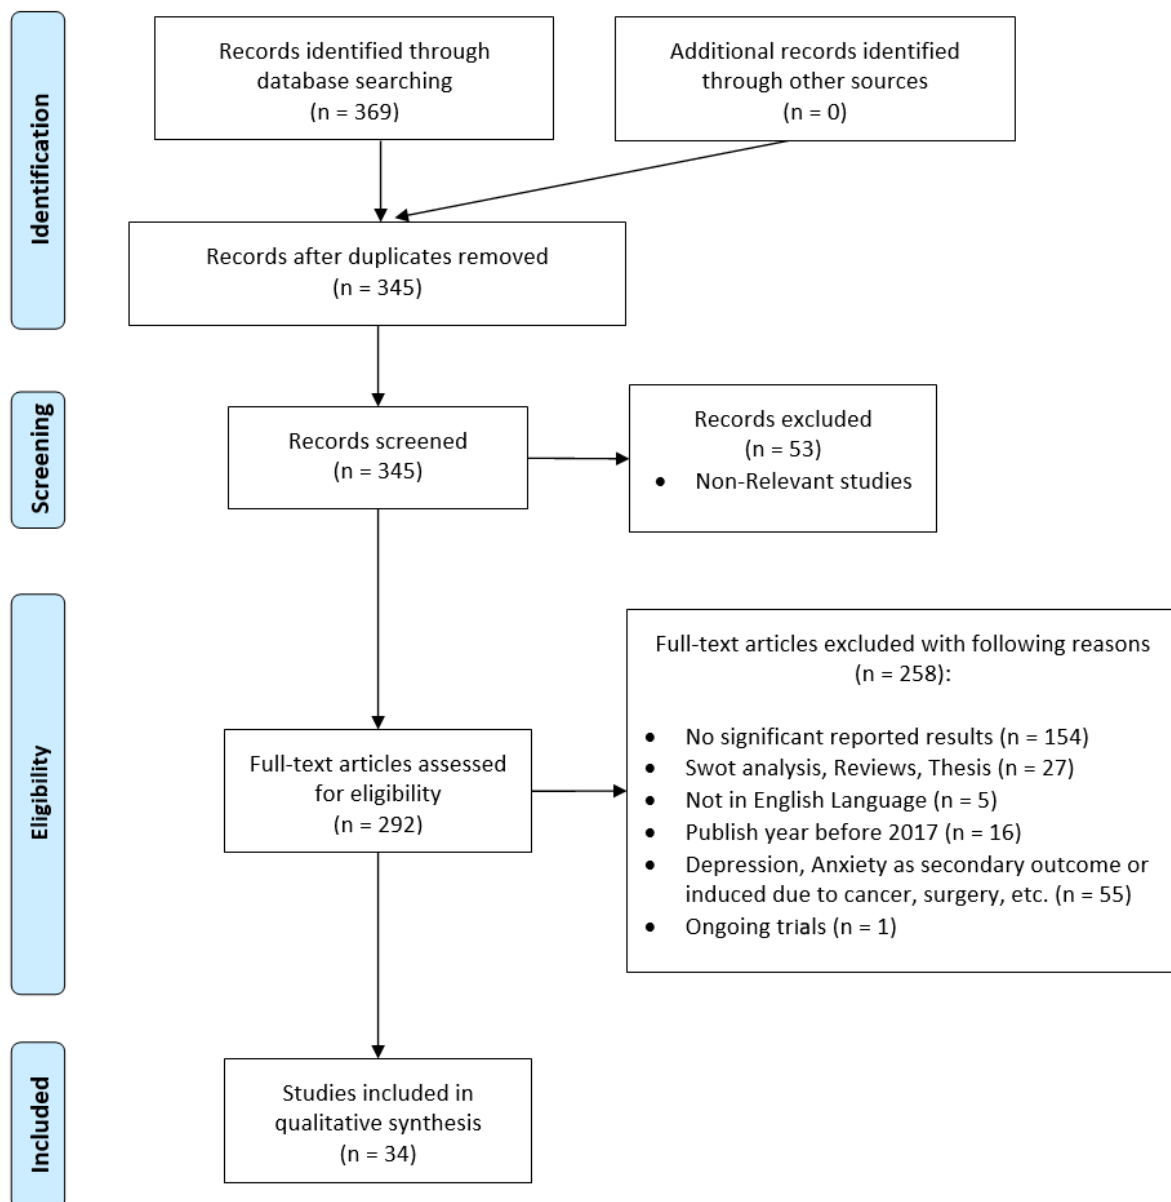 Identification
Records identified through
database searching
(n = 369)
Additional records identified
through other sources
(n = 0)
Records after duplicates removed
(n = 345)
Screening
Records screened
(n = 345)
Records excluded
(n = 53)
• Non-Relevant studies
Eligibility
Full-text articles assessed
for eligibility
(n = 292)
Full-text articles excluded with following reasons
(n = 258):
• No significant reported results (n = 154)
• Swot analysis, Reviews, Thesis (n = 27)
• Not in English Language (n = 5)
• Publish year before 2017 (n = 16)
• Depression, Anxiety as secondary outcome or
induced due to cancer, surgery, etc. (n = 55)
• Ongoing trials (n = 1)
Included
Studies included in
qualitative synthesis
(n = 34)